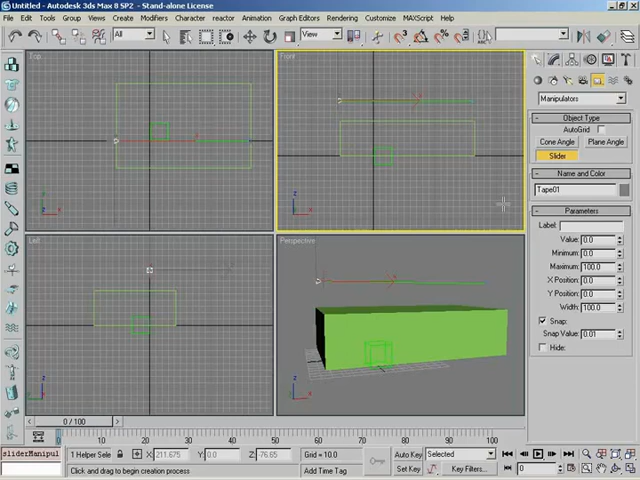 Untitled - Autodesk 3ds Max 8 SP2 - Stand-alone License
File Edit Tools Group Views Create Modifiers Character reactor Animation Graph Editors Rendering Customize MAXScript Help
All View
Top
Front
Left
Perspective
Manipulators
Object Type
AutoGrid
Cone Angle Plane Angle
Slider
Name and Color
Tape01
Parameters
Label:
Value: 0.0
Minimum: 0.0
Maximum: 100.0
X Position: 0.0
Y Position: 0.0
Width: 100.0
Snap:
Snap Value: 0.01
Hide:
0 / 100
0 10 20 30 40 50 60 70 80 90 100
sliderManipul 1 Helper Sele X: 211.675 Y: 0.0 Z: -76.65 Grid = 10.0 Auto Key Selected
Click and drag to begin creation process Add Time Tag Set Key Key Filters... 0